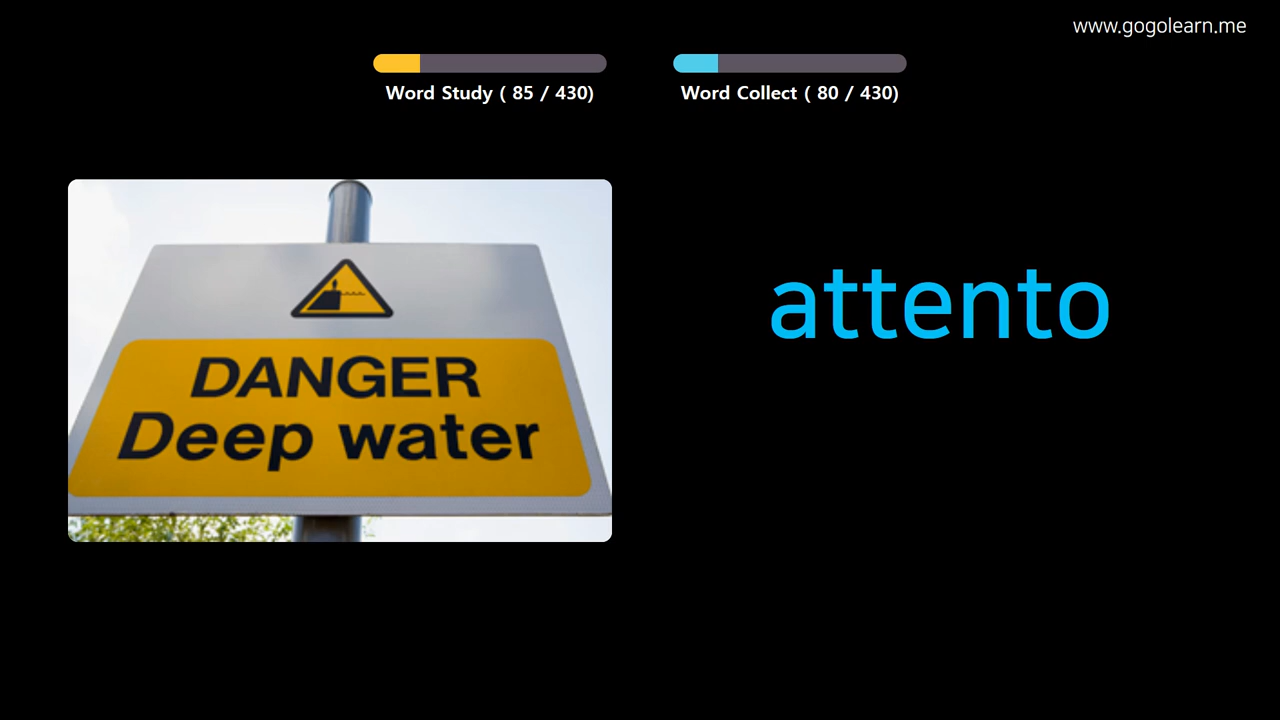 www.gogolearn.me
Word Study ( 85 / 430)
Word Collect ( 80 / 430)
DANGER
Deep water
attento